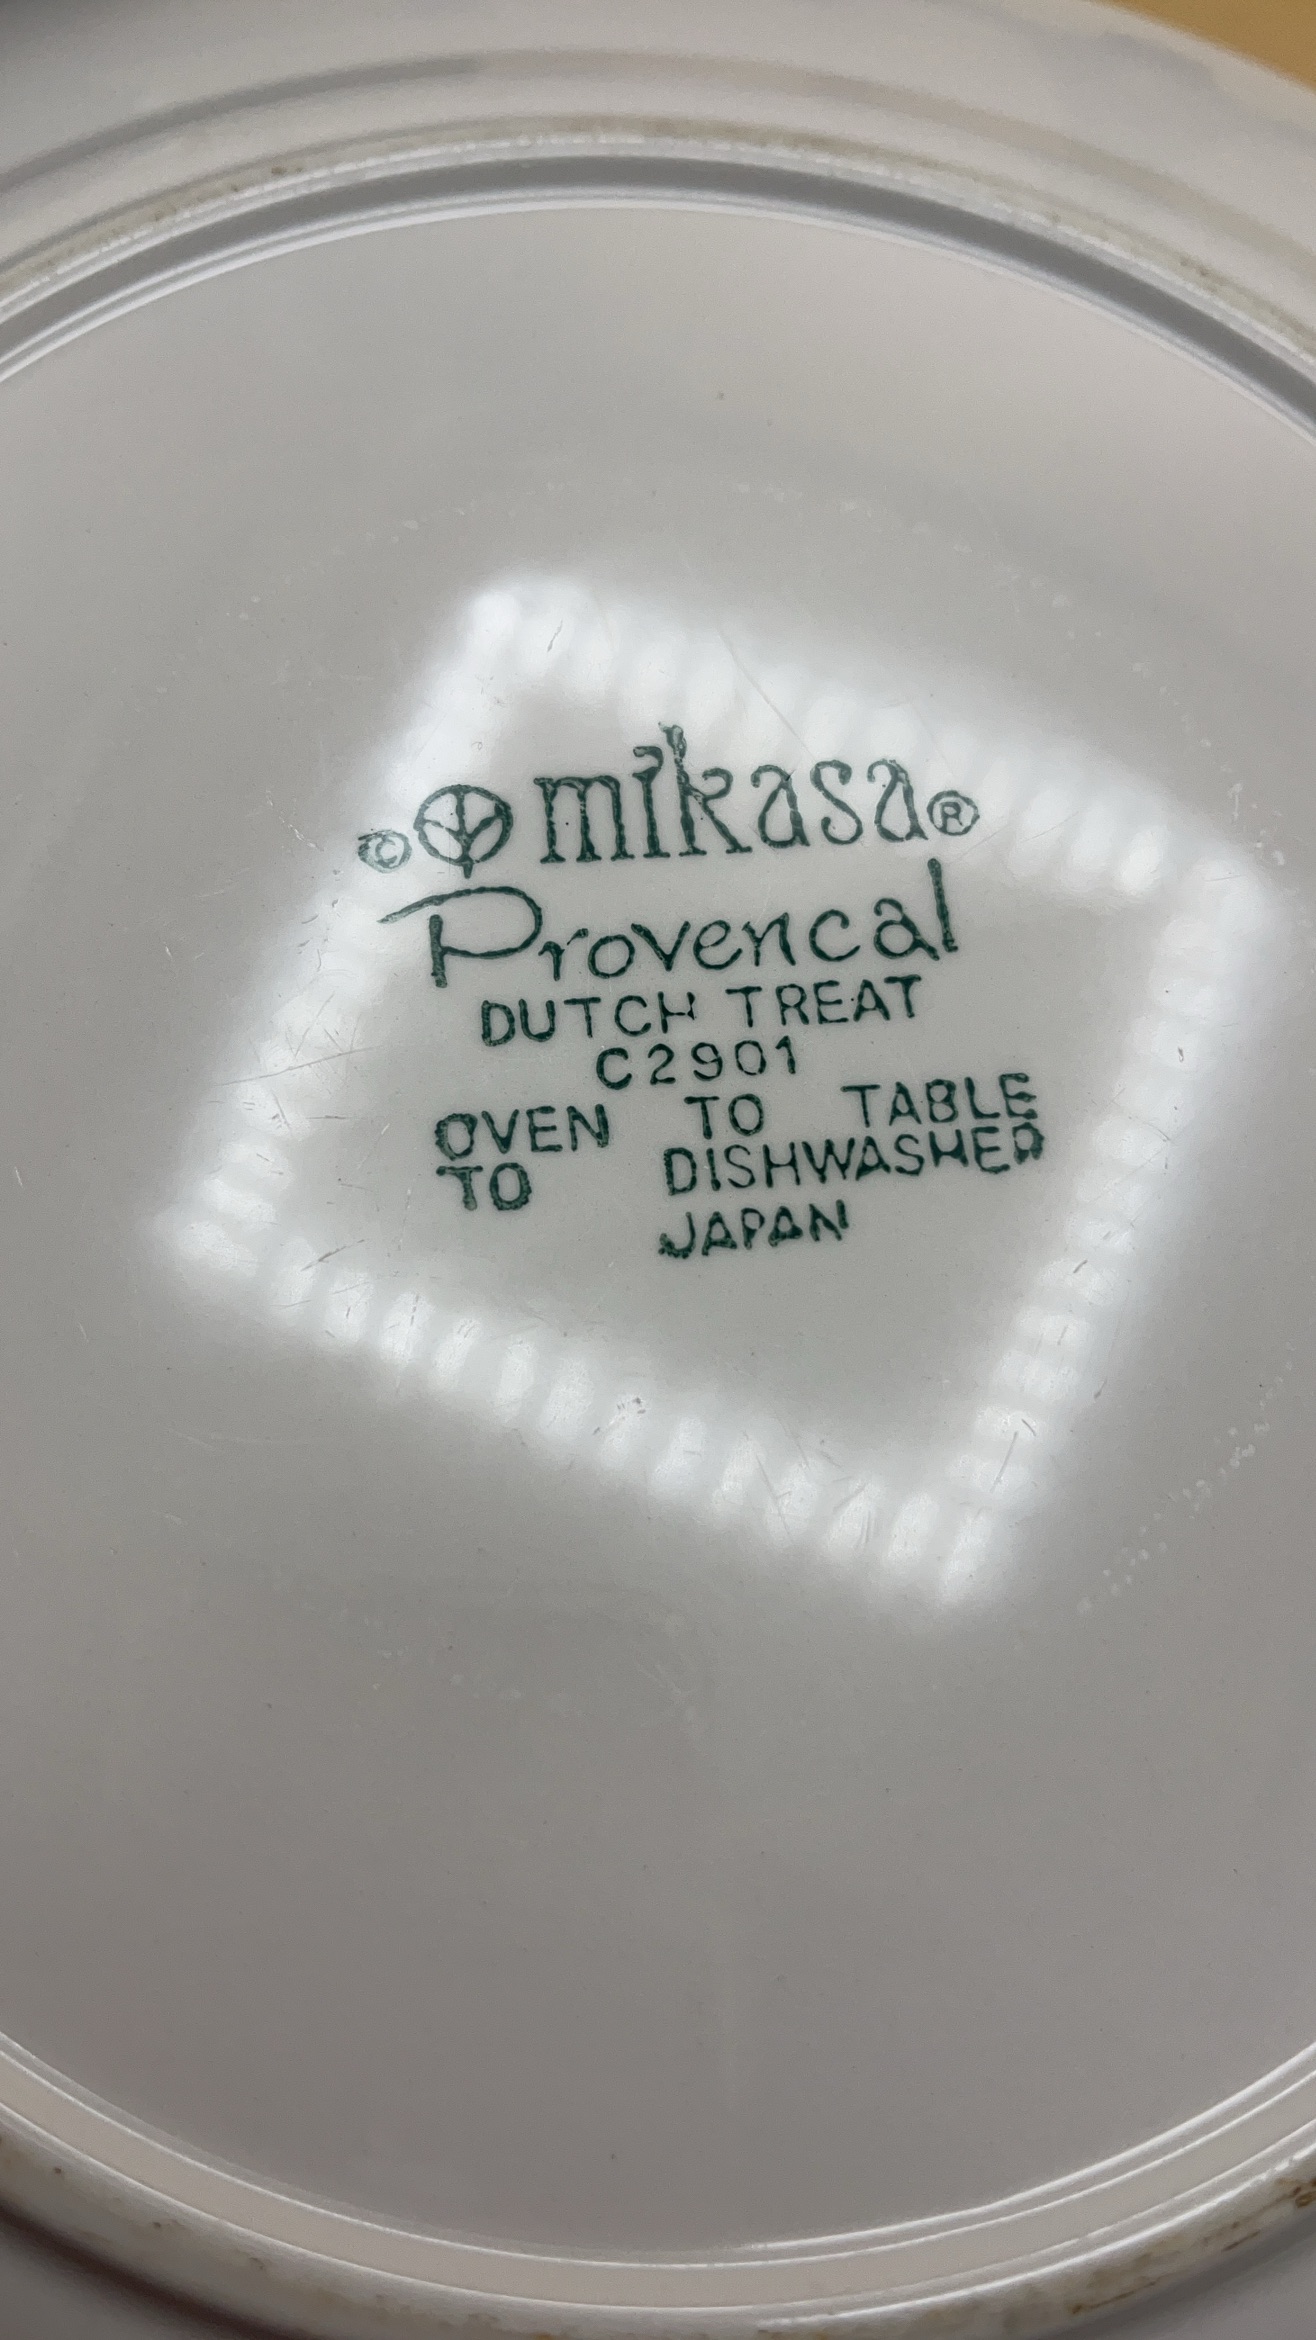 © mikasa®
Provencal
DUTCH TREAT
C2901
OVEN TO TABLE
TO DISHWASHER
JAPAN